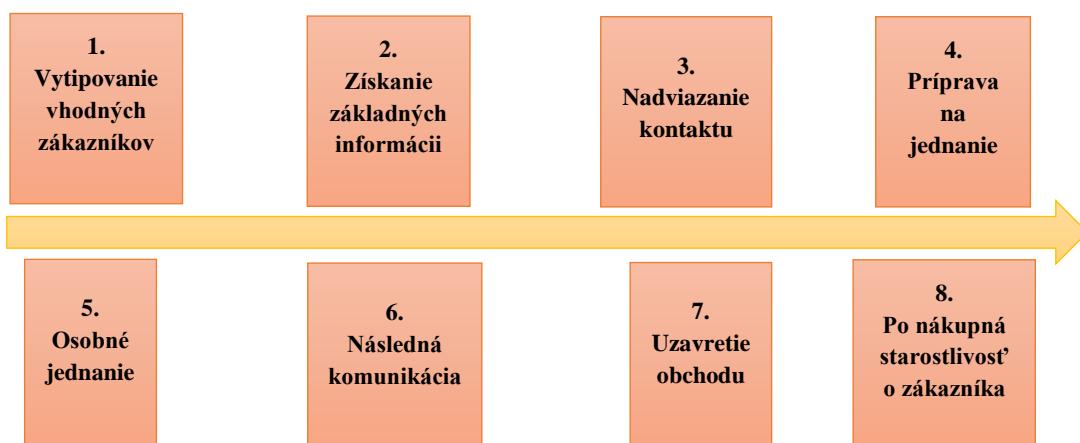 1.
Vytipovanie
vhodných
zákazníkov
2.
Získanie
základných
informácii
3.
Nadviazanie
kontaktu
4.
Príprava
na
jednanie
5.
Osobné
jednanie
6.
Následná
komunikácia
7.
Uzavretie
obchodu
8.
Po nákupná
starostlivosť
o zákazníka